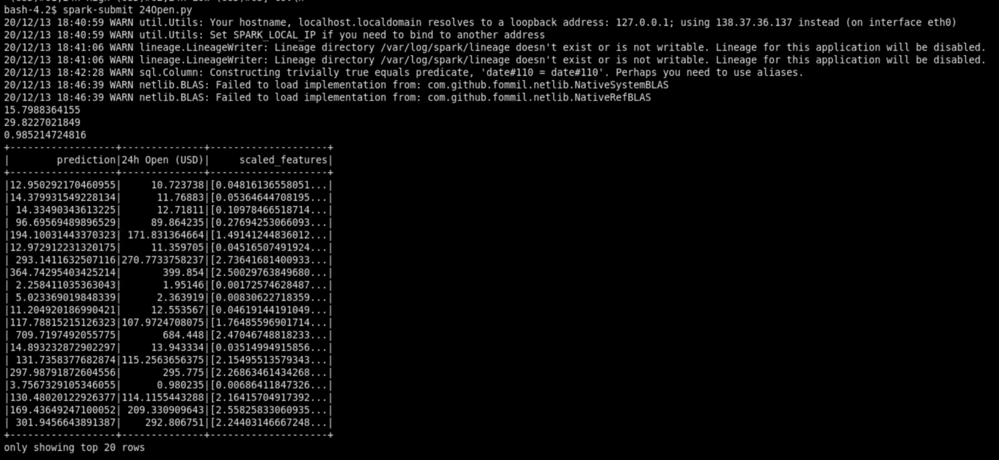 bash-4.2$ spark-submit 24Open.py
20/12/13 18:40:59 WARN util.Utils: Your hostname, localhost.localdomain resolves to a loopback address: 127.0.0.1; using 138.37.36.137 instead (on interface eth0)
20/12/13 18:40:59 WARN util.Utils: Set SPARK_LOCAL_IP if you need to bind to another address
20/12/13 18:41:06 WARN lineage.LineageWriter: Lineage directory /var/log/spark/lineage doesn't exist or is not writable. Lineage for this application will be disabled.
20/12/13 18:41:06 WARN lineage.LineageWriter: Lineage directory /var/log/spark/lineage doesn't exist or is not writable. Lineage for this application will be disabled.
20/12/13 18:42:28 WARN sql.Column: Constructing trivially true equals predicate, 'date#110 = date#110'. Perhaps you need to use aliases.
20/12/13 18:46:39 WARN netlib.BLAS: Failed to load implementation from: com.github.fommil.netlib.NativeSystemBLAS
20/12/13 18:46:39 WARN netlib.BLAS: Failed to load implementation from: com.github.fommil.netlib.NativeRefBLAS
15.7988364155
29.8227021849
0.985214724816
+------------------+--------------+--------------------+
|        prediction|24h Open (USD)|     scaled_features|
+------------------+--------------+--------------------+
|12.950292170460955|     10.723738|[0.04816136558051...|
|14.379931549228134|      11.76883|[0.05364644708195...|
| 14.33490343613225|      12.71811|[0.10978466518714...|
| 96.69569489896529|     89.864235|[0.27694253066093...|
|194.10031443370323| 171.831364664|[1.49141244836012...|
|12.972912231320175|     11.359705|[0.04516507491924...|
| 293.1411632507116|270.7733758237|[2.73641681400933...|
|364.74295403425214|       399.854|[2.50029763849680...|
| 2.258411035363043|       1.95146|[0.00172574628487...|
| 5.023369019848339|      2.363919|[0.00830622718359...|
|11.204920186990421|     12.553567|[0.04619144191049...|
|117.78815215126323|107.9724708075|[1.76485596901714...|
| 709.7197492055775|       684.448|[2.47046748818233...|
|14.893232872902297|     13.943334|[0.03514994915856...|
| 131.7358377682874|115.2563656375|[2.15495513579343...|
|297.98791872604556|       295.775|[2.26863461434268...|
|3.7567329105346055|      0.980235|[0.00686411847326...|
|130.48020122926377|114.1155443288|[2.16415704917392...|
|169.43649247100052| 209.330909643|[2.55825833060935...|
| 301.9456643891387|    292.806751|[2.24403146667248...|
+------------------+--------------+--------------------+
only showing top 20 rows